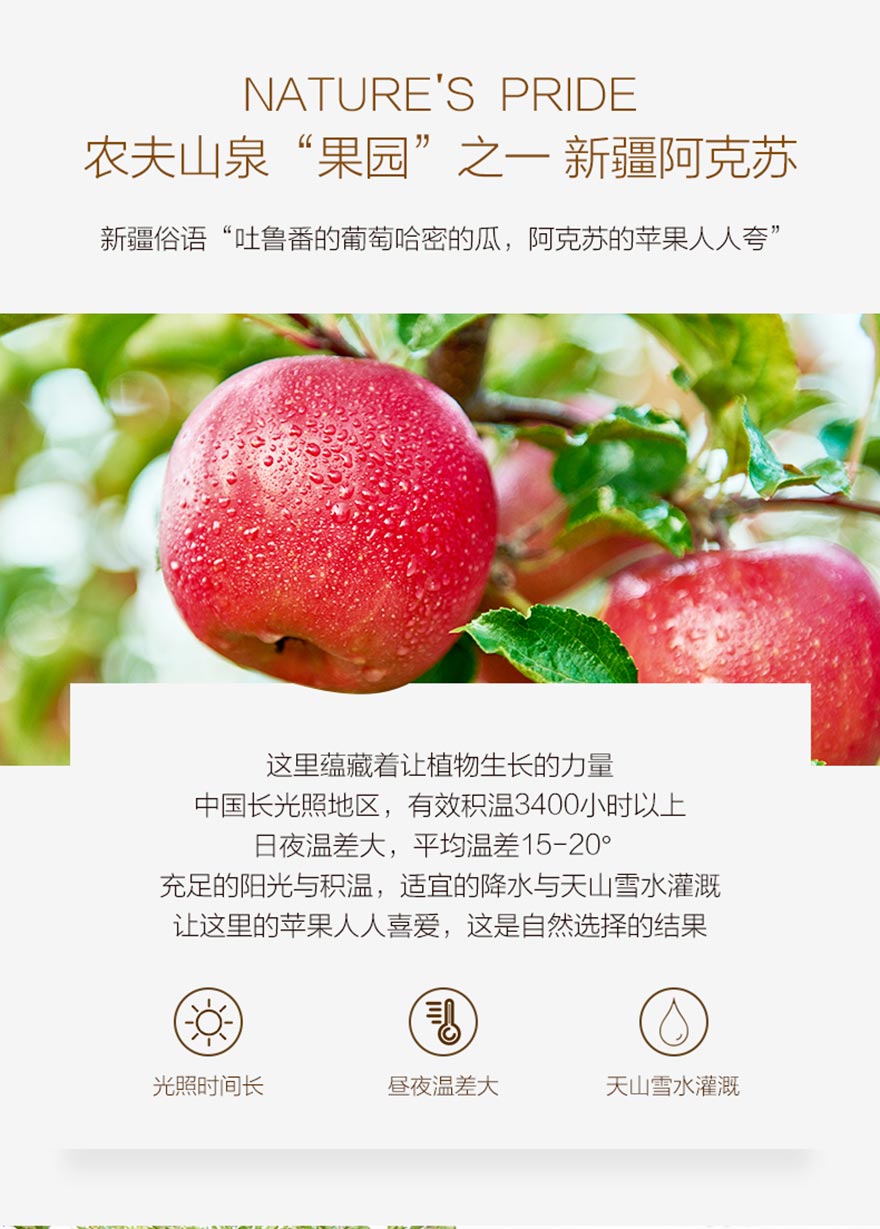 NATURE'S PRIDE
农夫山泉“果园”之一 新疆阿克苏
新疆俗语“吐鲁番的葡萄哈密的瓜，阿克苏的苹果人人夸”
这里蕴藏着让植物生长的力量
中国长光照地区，有效积温3400小时以上
日夜温差大，平均温差15-20°
充足的阳光与积温，适宜的降水与天山雪水灌溉
让这里的苹果人人喜爱，这是自然选择的结果
光照时间长
昼夜温差大
天山雪水灌溉